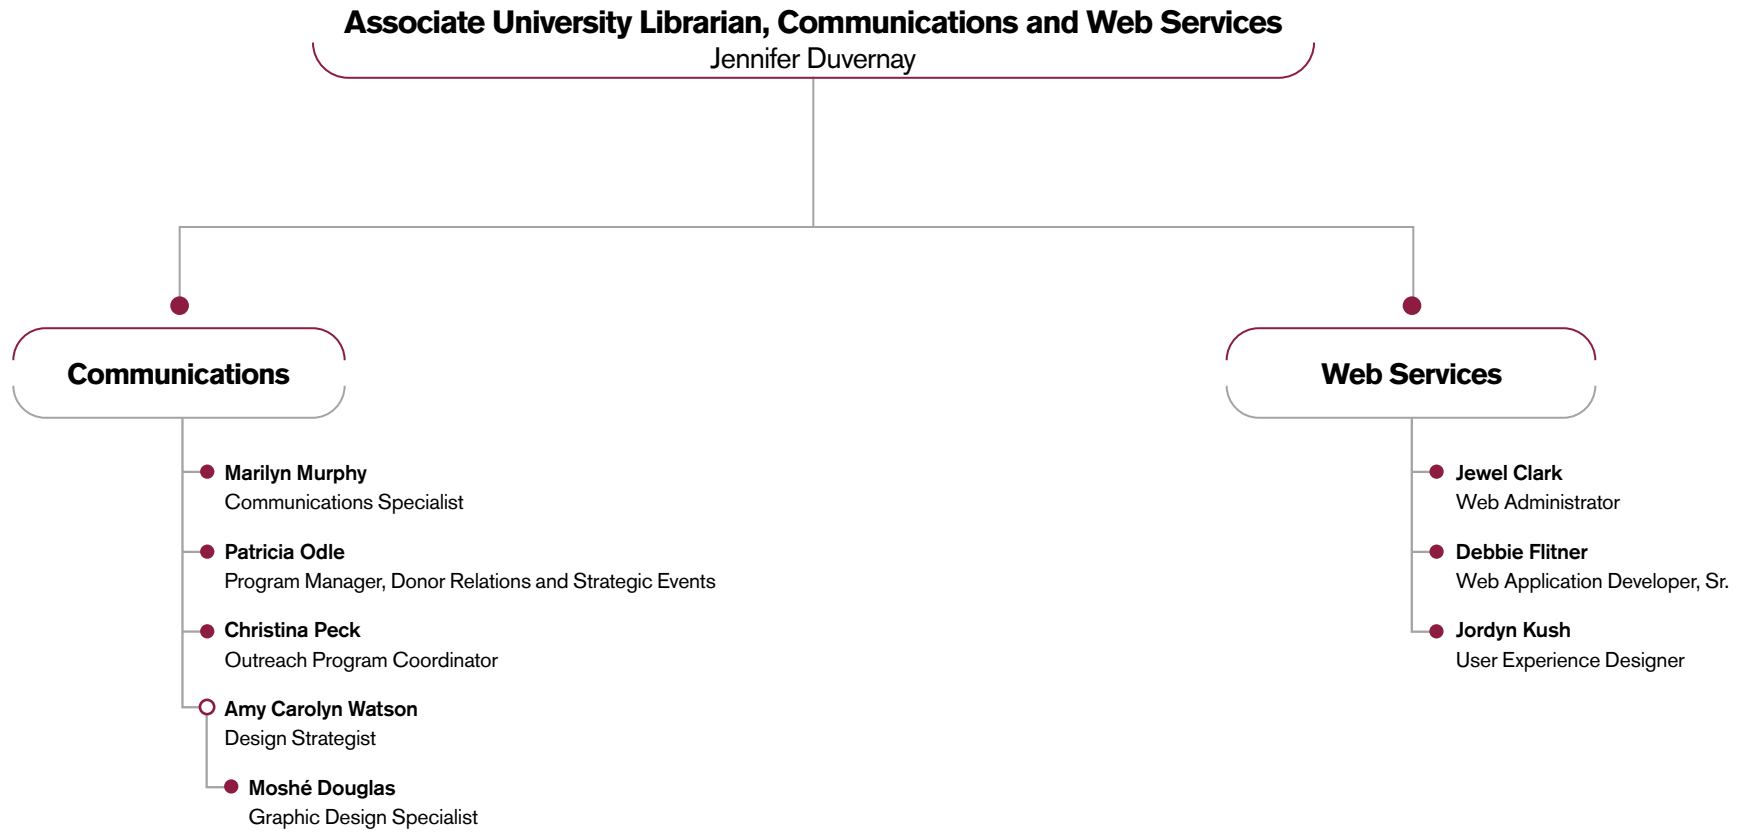 Associate University Librarian, Communications and Web Services
Jennifer Duvernay
Communications
Marilyn Murphy
Communications Specialist
Patricia Odle
Program Manager, Donor Relations and Strategic Events
Christina Peck
Outreach Program Coordinator
Amy Carolyn Watson
Design Strategist
Moshé Douglas
Graphic Design Specialist
Web Services
Jewel Clark
Web Administrator
Debbie Flitner
Web Application Developer, Sr.
Jordyn Kush
User Experience Designer